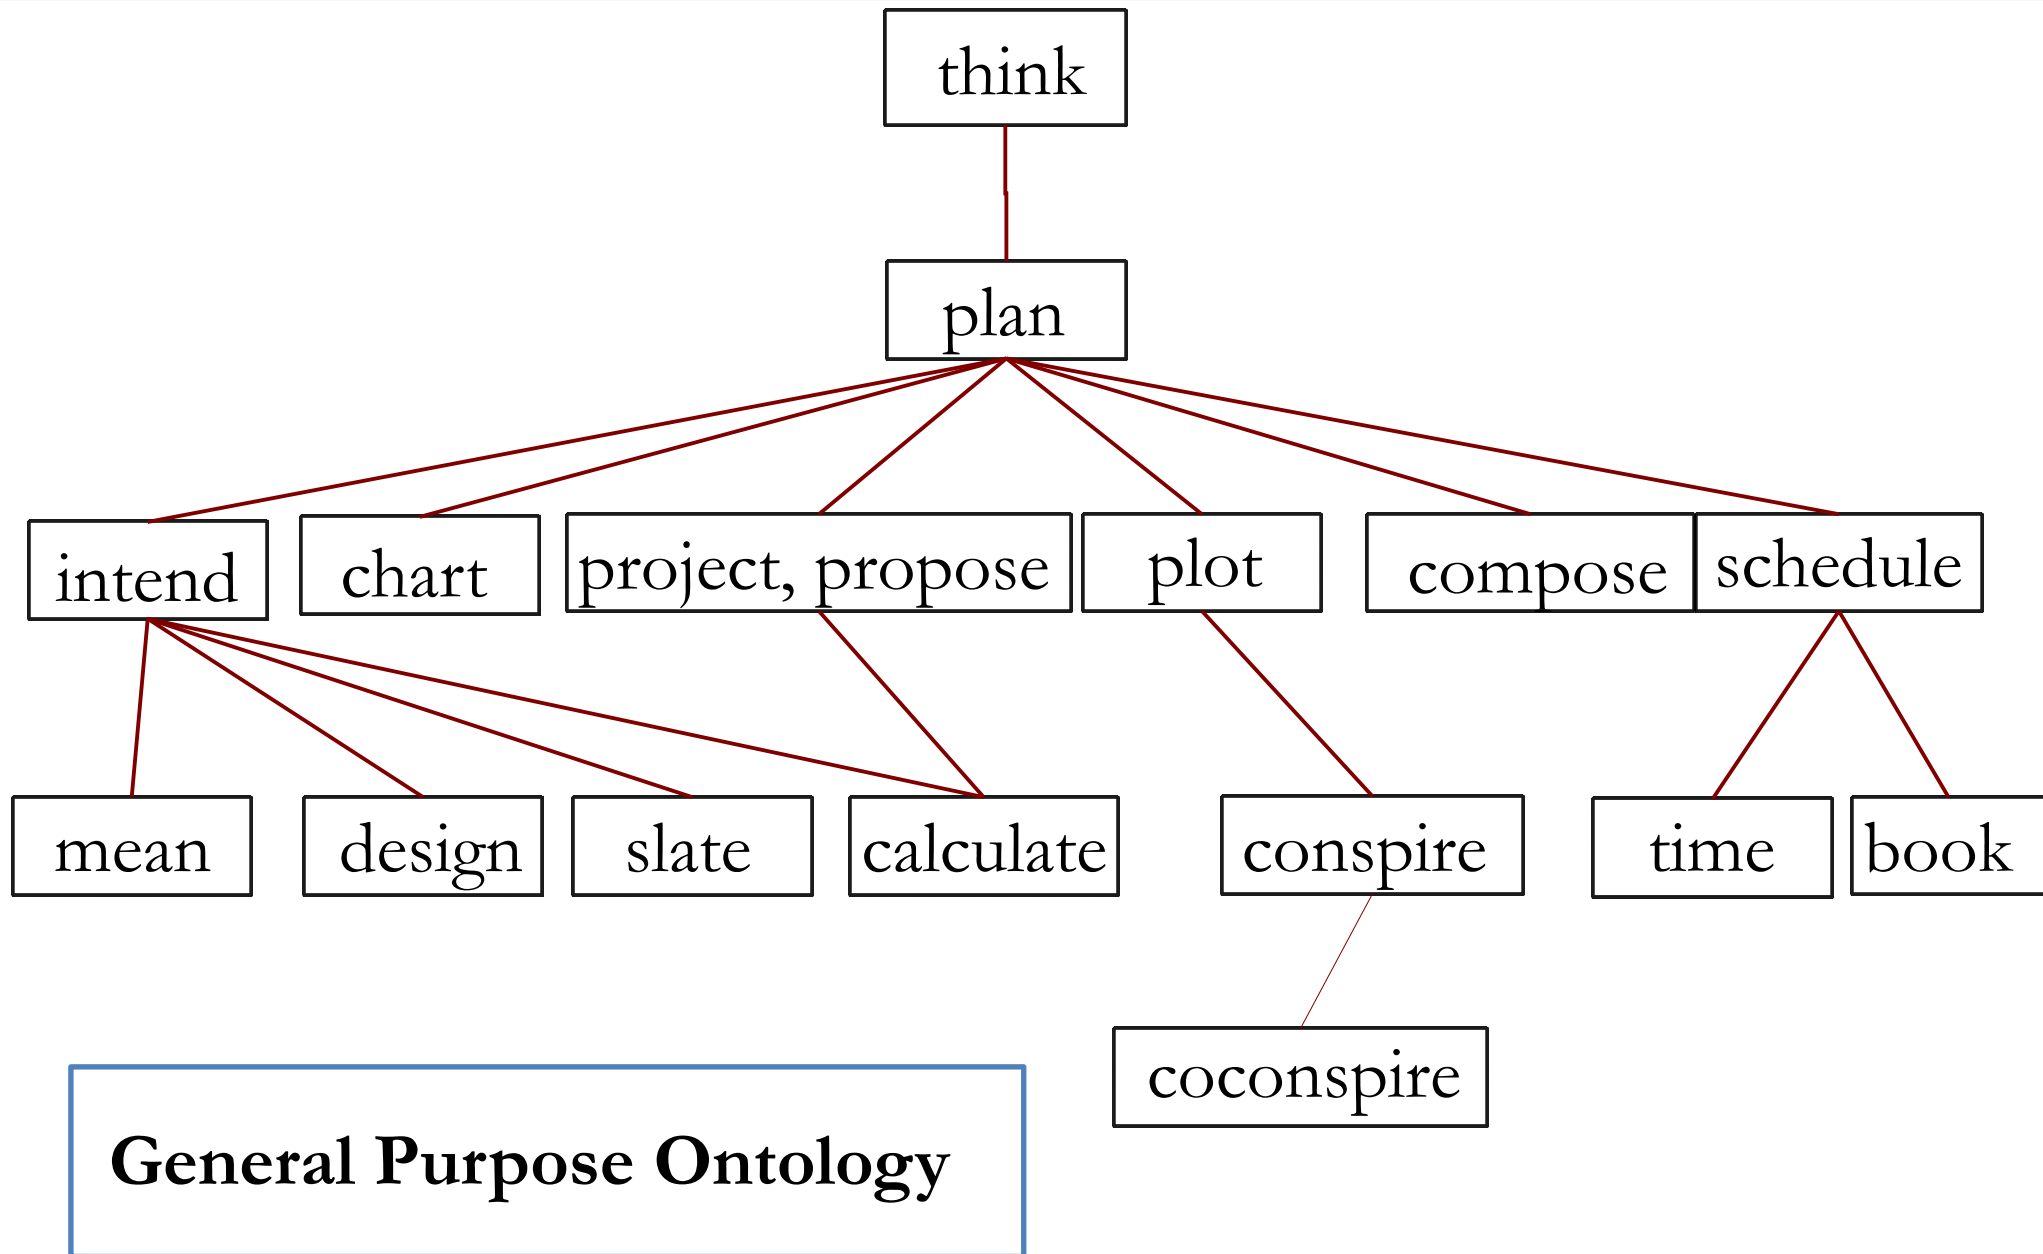 think
plan
intend
chart
project, propose
plot
compose
schedule
mean
design
slate
calculate
conspire
time
book
coconspire
General Purpose Ontology